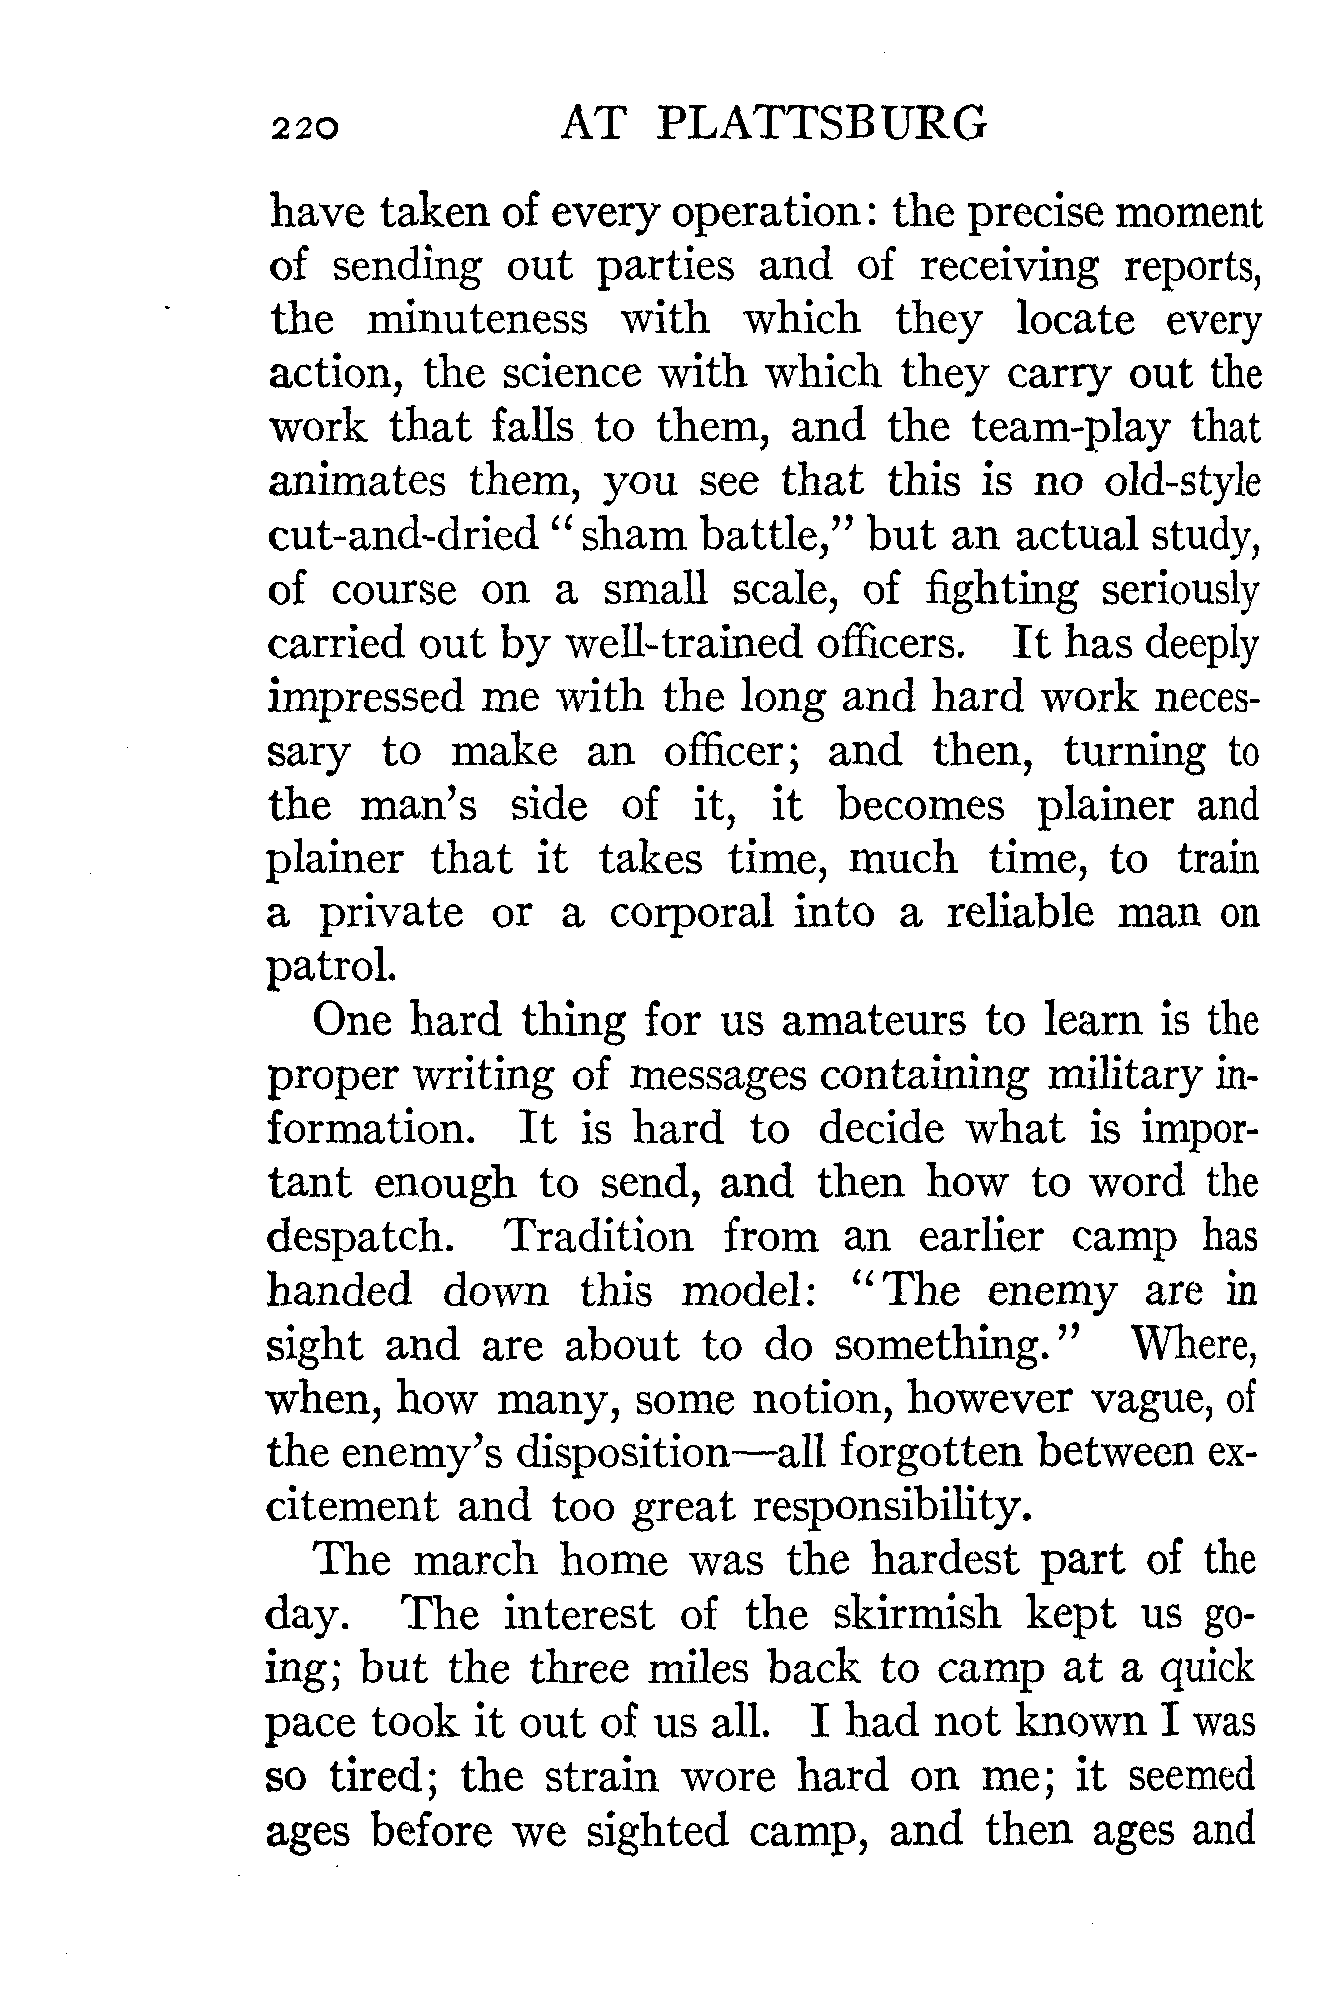 220 AT PLATTSBURG
have taken of every operation: the precise moment
of sending out parties and of receiving reports,
the minuteness with which they locate every
action, the science with which they carry out the
work that falls to them, and the team-play that
animates them, you see that this is no old-style
cut-and-dried “sham battle,” but an actual study,
of course on a small scale, of fighting seriously
carried out by well-trained officers. It has deeply
impressed me with the long and hard work neces-
sary to make an officer; and then, turning to
the man’s side of it, it becomes plainer and
plainer that it takes time, much time, to train
a private or a corporal into a reliable man on
patrol.
One hard thing for us amateurs to learn is the
proper writing of messages containing military in-
formation. It is hard to decide what is impor-
tant enough to send, and then how to word the
despatch. Tradition from an earlier camp has
handed down this model: “The enemy are in
sight and are about to do something.” Where,
when, how many, some notion, however vague, of
the enemy’s disposition—all forgotten between ex-
citement and too great responsibility.
The march home was the hardest part of the
day. The interest of the skirmish kept us go-
ing; but the three miles back to camp at a quick
pace took it out of us all. I had not known I was
so tired; the strain wore hard on me; it seemed
ages before we sighted camp, and then ages and